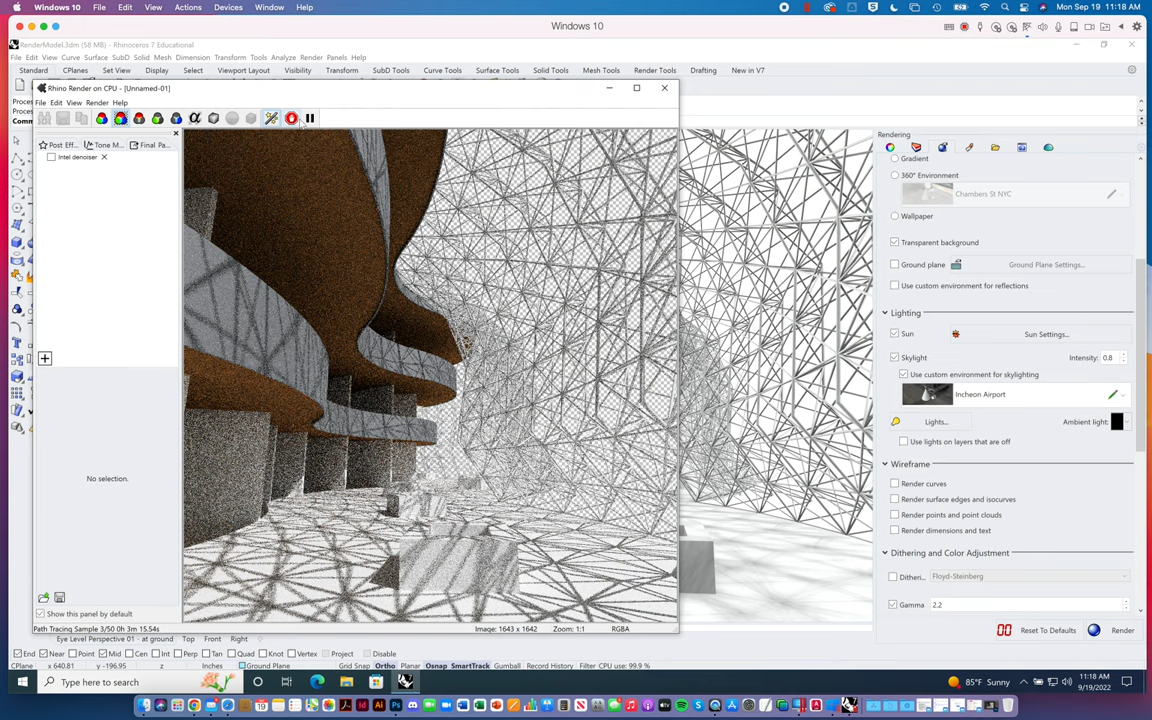 Windows 10 File Edit View Actions Devices Window Help Mon Sep 19 11:18 AM
Windows 10
RenderModel.3dm (58 MB) - Rhinoceros 7 Educational
File Edit View Curve Surface SubD Solid Mesh Dimension Transform Tools Analyze Render Panels Help
Standard CPlanes Set View Display Select Viewport Layout Visibility Transform SubD Tools Curve Tools Surface Tools Solid Tools Mesh Tools Render Tools Drafting New in V7
Rhino Render on CPU - [Unnamed-01]
File Edit View Render Help
Post Eff... Tone M... Final Pa...
Intel denoiser
No selection.
Show this panel by default
Path Tracing Sample 3/50 0h 3m 15.54s
Image: 1643 x 1642 Zoom: 1:1 RGBA
Rendering
Gradient
360° Environment
Chambers St NYC
Wallpaper
Transparent background
Ground plane Ground Plane Settings...
Use custom environment for reflections
Lighting
Sun Sun Settings...
Skylight Intensity: 0.8
Use custom environment for skylighting
Incheon Airport
Lights... Ambient light:
Use lights on layers that are off
Wireframe
Render curves
Render surface edges and isocurves
Render points and point clouds
Render dimensions and text
Dithering and Color Adjustment
Ditheri... Floyd-Steinberg
Gamma 2.2
Reset To Defaults Render
Eye Level Perspective 01 - at ground Top Front Right
End Near Point Mid Cen Int Perp Tan Quad Knot Vertex Project Disable
CPlane x 640.81 y -196.95 z Inches Ground Plane Grid Snap Ortho Planar Osnap SmartTrack Gumball Record History Filter CPU use: 99.9 %
Type here to search
85°F Sunny
11:18 AM
9/19/2022